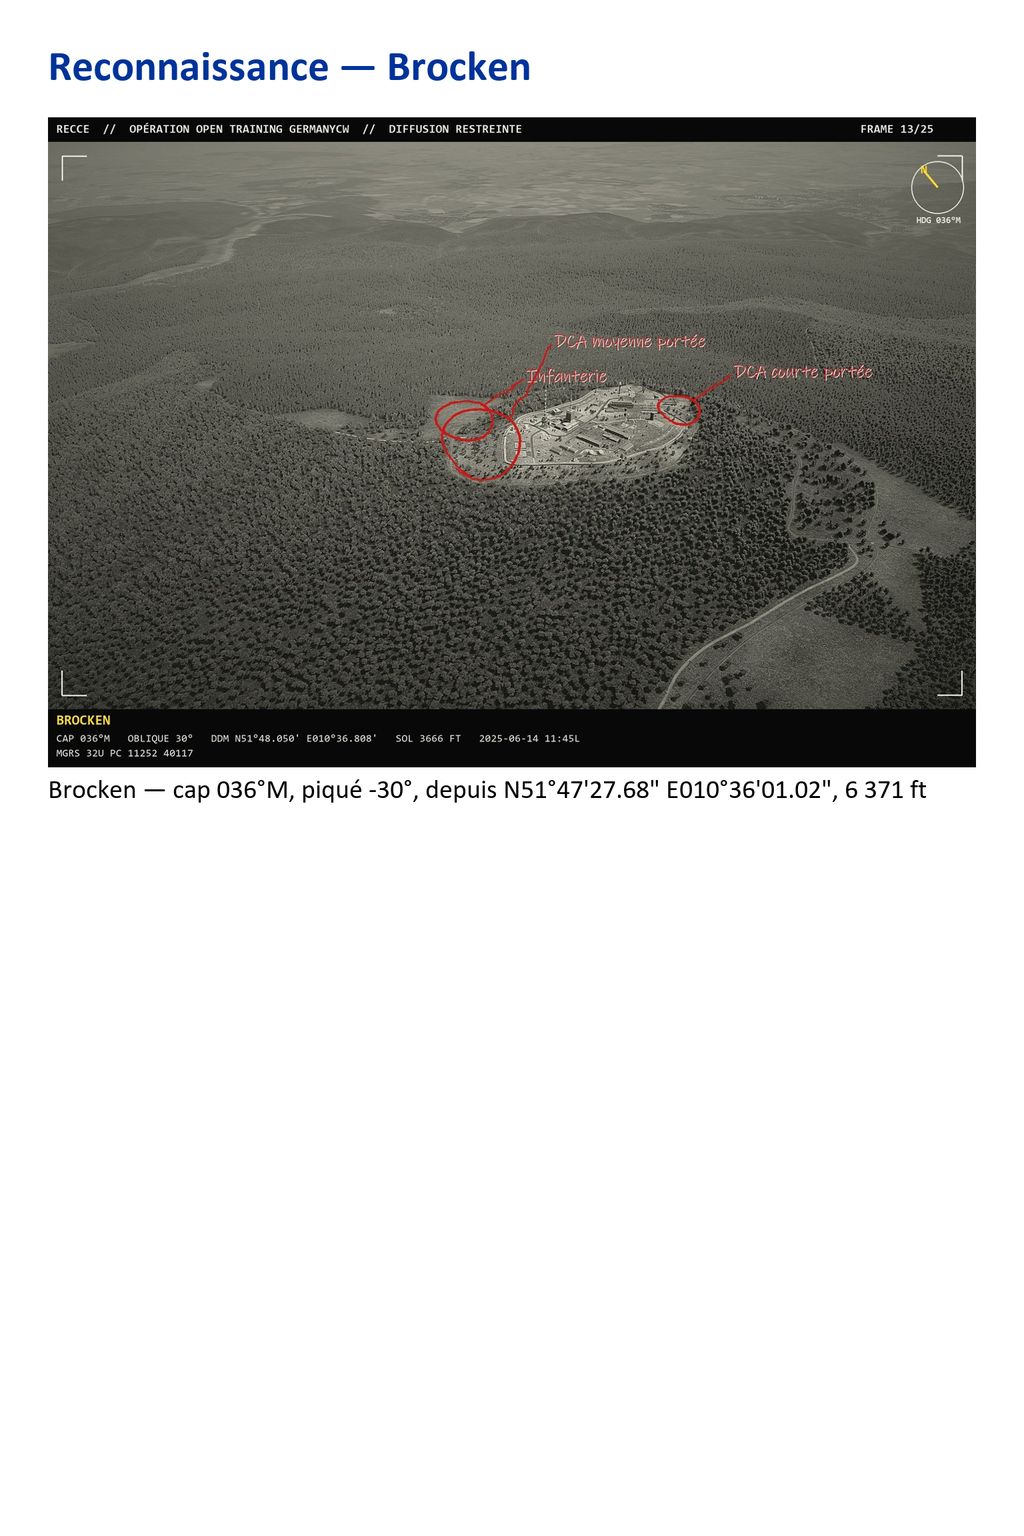 Reconnaissance — Brocken
RECCE // OPÉRATION OPEN TRAINING GERMANYCW // DIFFUSION RESTREINTE FRAME 13/25
N
HDG 036°M
DCA moyenne portée
DCA courte portée
Infanterie
BROCKEN
CAP 036°M OBLIQUE 30° DDM N51°48.050' E010°36.808' SOL 3666 FT 2025-06-14 11:45L
MGRS 32U PC 11252 40117
Brocken — cap 036°M, piqué -30°, depuis N51°47'27.68" E010°36'01.02", 6 371 ft